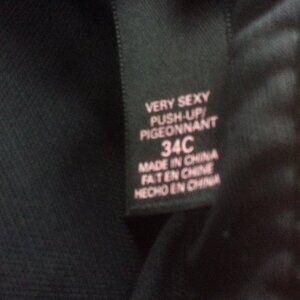 VERY SEXY
PUSH-UP/
PIGEONNANT
34C
MADE IN CHINA
FAIT EN CHINE
HECHO EN CHINA